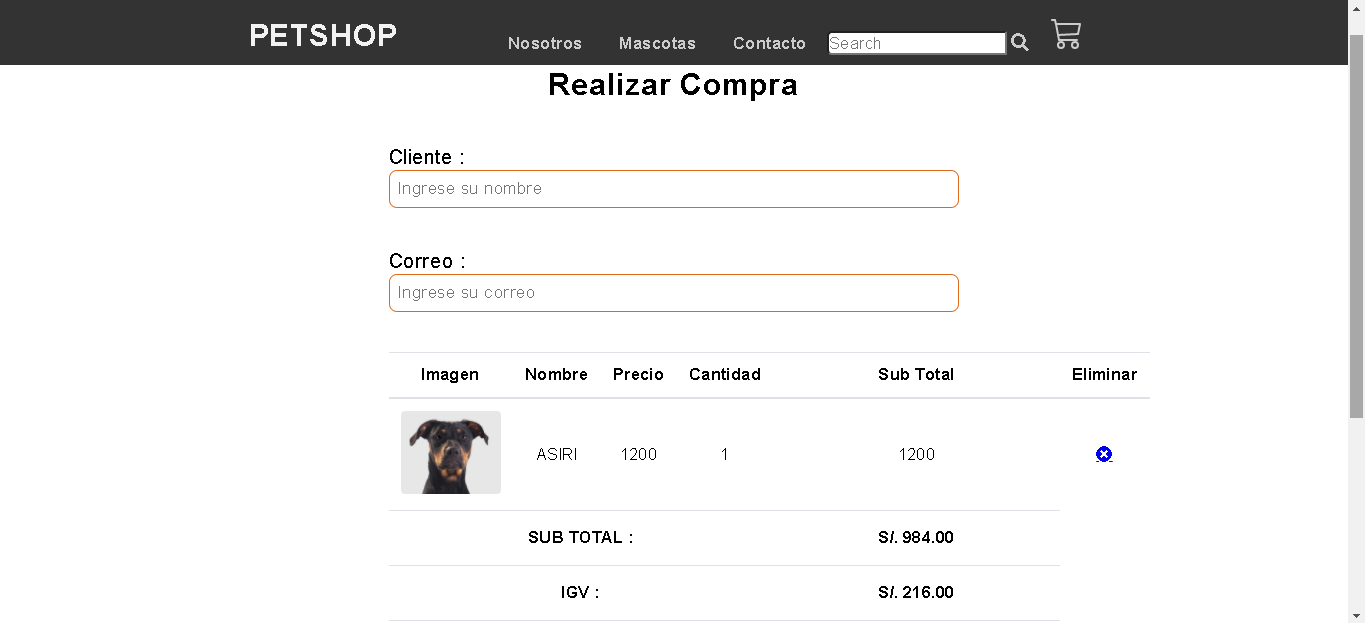 PETSHOP
Nosotros Mascotas Contacto Search
Realizar Compra
Cliente :
Ingrese su nombre
Correo :
Ingrese su correo
Imagen Nombre Precio Cantidad Sub Total Eliminar
ASIRI 1200 1 1200
SUB TOTAL : S/. 984.00
IGV : S/. 216.00